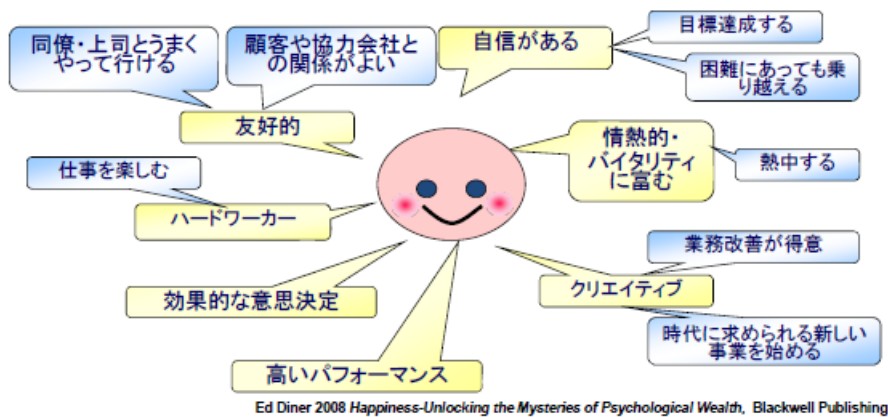 同僚・上司とうまく
やって行ける
顧客や協力会社と
の関係がよい
自信がある
目標達成する
困難にあっても乗
り越える
友好的
情熱的・
バイタリティ
に富む
熱中する
仕事を楽しむ
ハードワーカー
業務改善が得意
クリエイティブ
効果的な意思決定
時代に求められる新しい
事業を始める
高いパフォーマンス
Ed Diner 2008 Happiness-Unlocking the Mysteries of Psychological Wealth, Blackwell Publishing